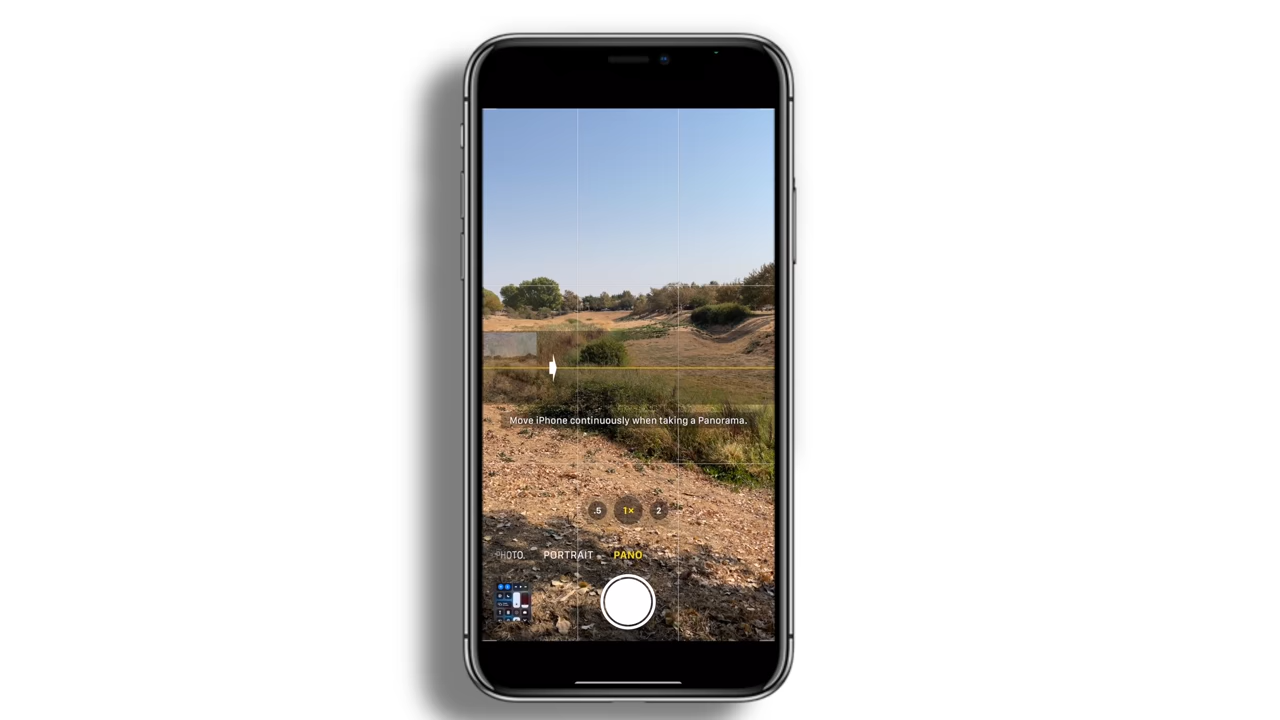 Move iPhone continuously when taking a Panorama.
.5 1× 2
PHOTO PORTRAIT PANO